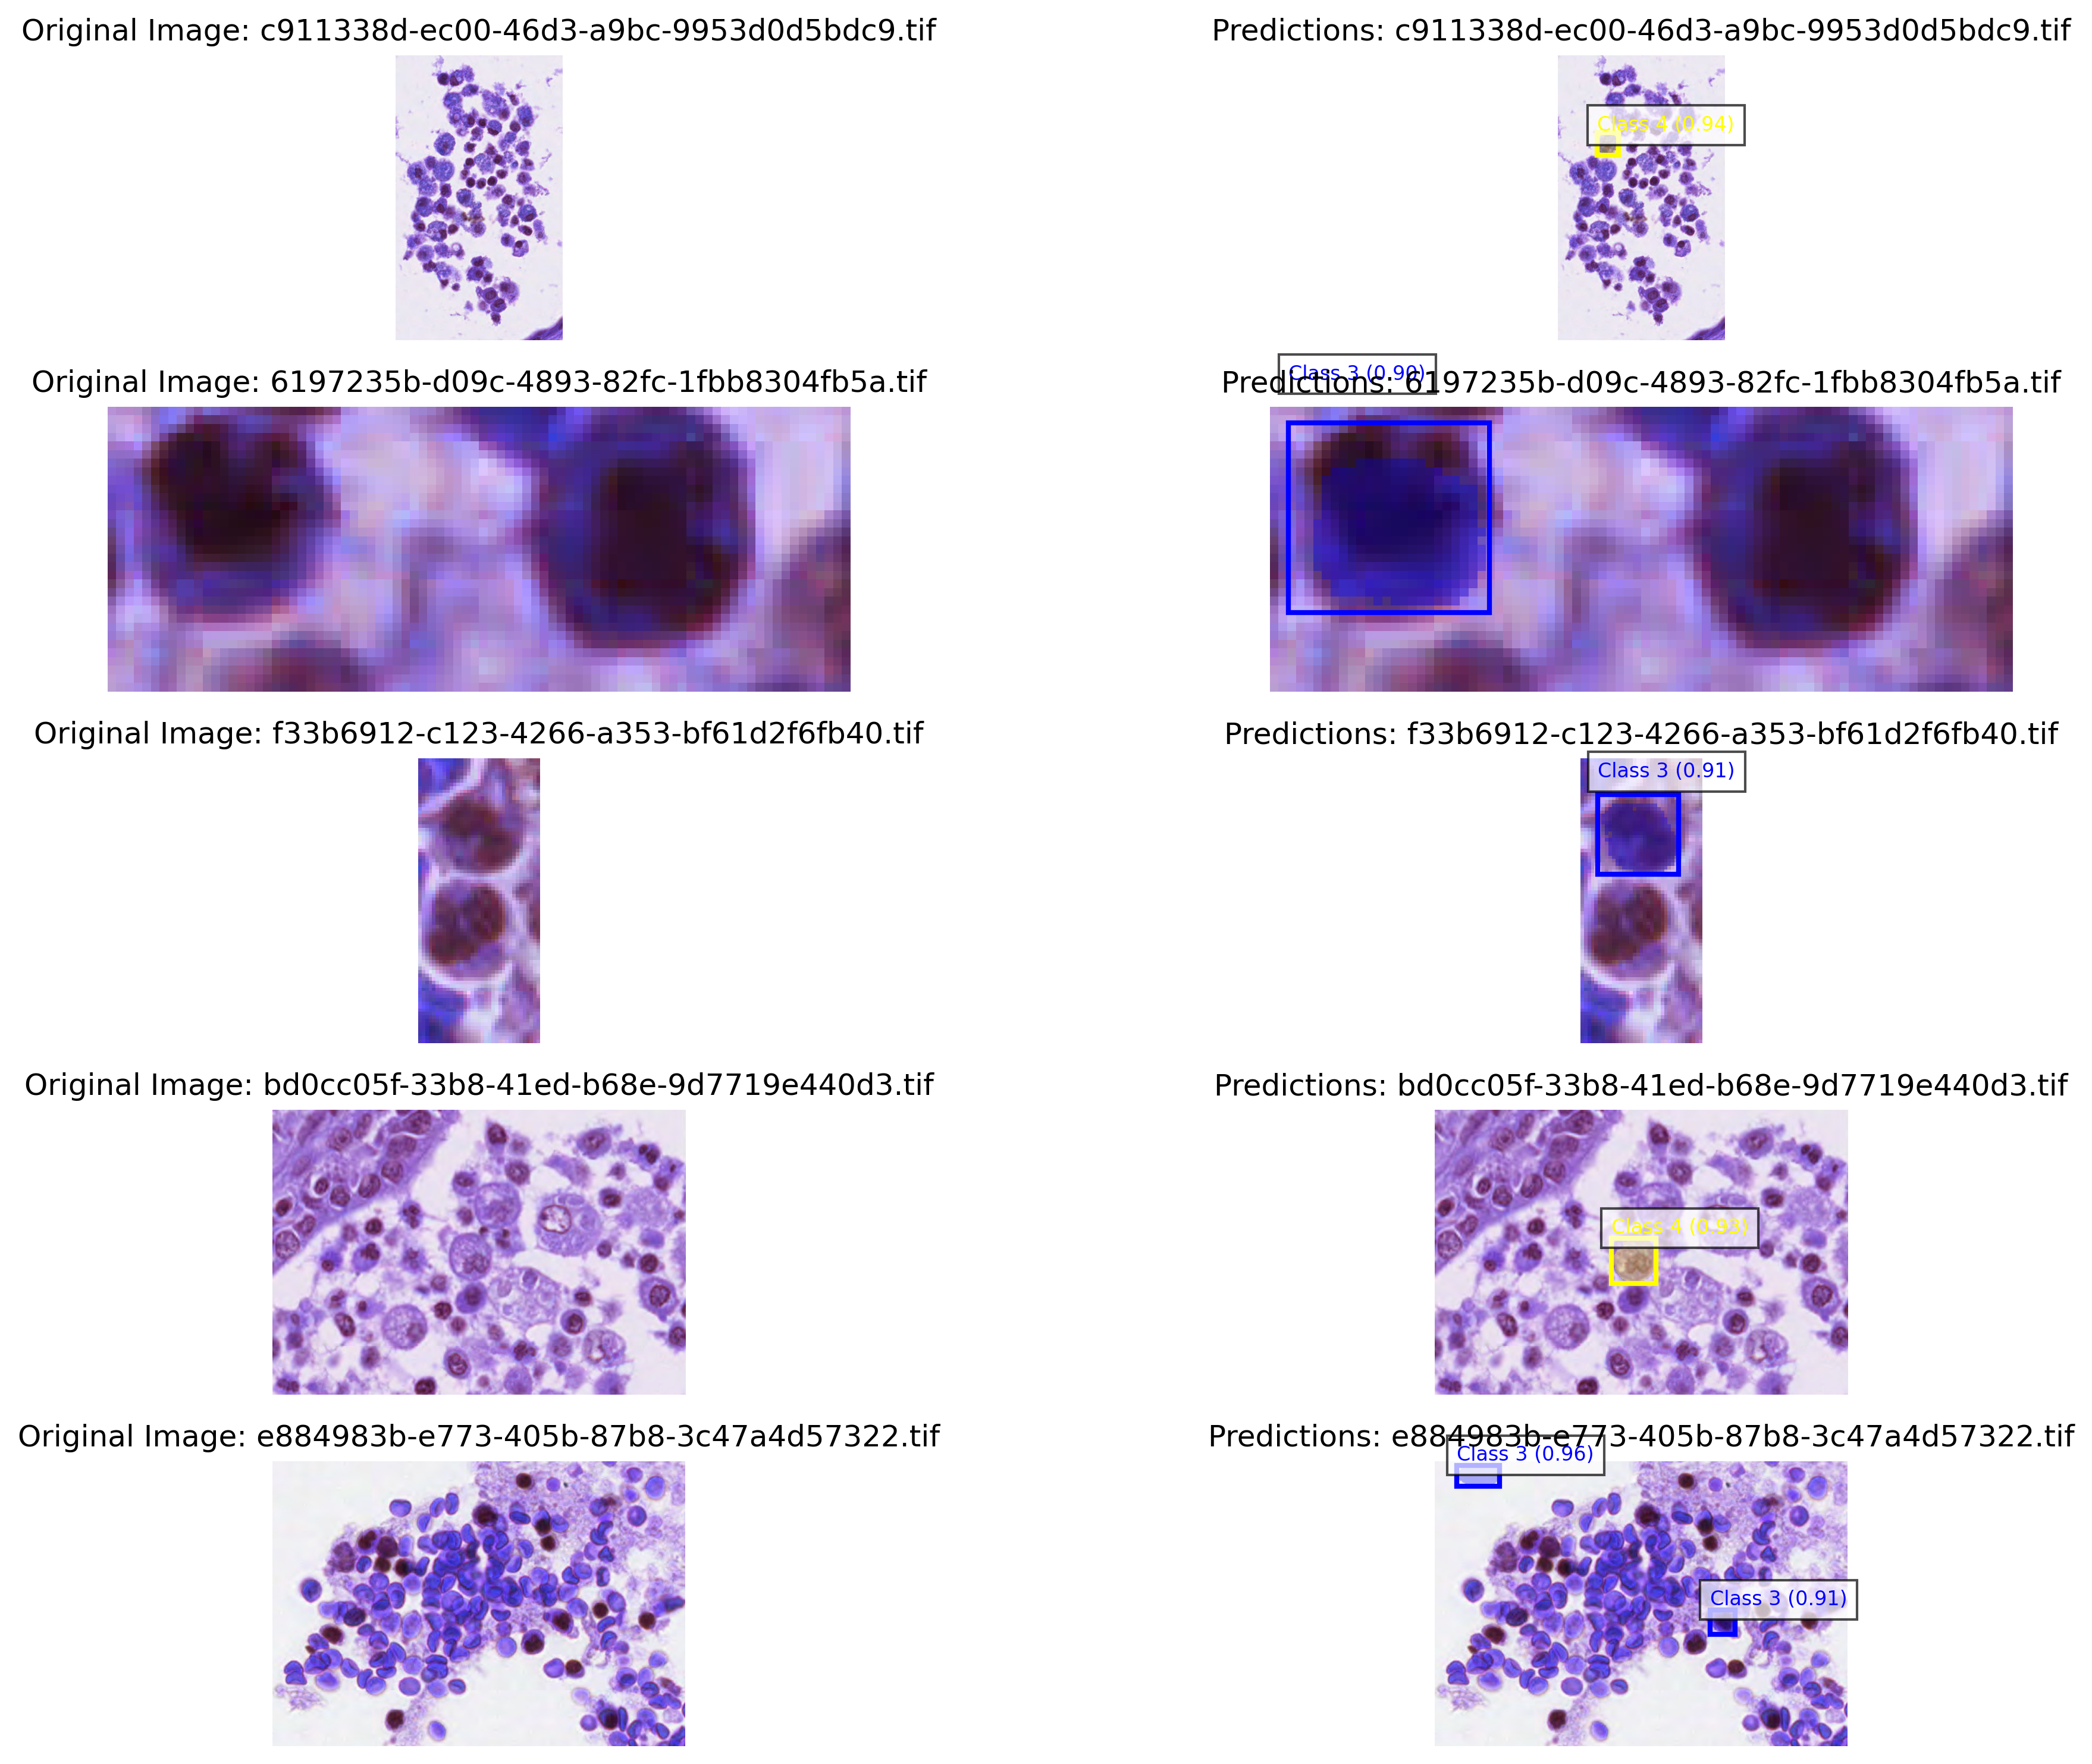 Original Image: c911338d-ec00-46d3-a9bc-9953d0d5bdc9.tif
Predictions: c911338d-ec00-46d3-a9bc-9953d0d5bdc9.tif
Class 4 (0.94)
Original Image: 6197235b-d09c-4893-82fc-1fbb8304fb5a.tif
Predictions: 6197235b-d09c-4893-82fc-1fbb8304fb5a.tif
Class 3 (0.90)
Original Image: f33b6912-c123-4266-a353-bf61d2f6fb40.tif
Predictions: f33b6912-c123-4266-a353-bf61d2f6fb40.tif
Class 3 (0.91)
Original Image: bd0cc05f-33b8-41ed-b68e-9d7719e440d3.tif
Predictions: bd0cc05f-33b8-41ed-b68e-9d7719e440d3.tif
Class 4 (0.93)
Original Image: e884983b-e773-405b-87b8-3c47a4d57322.tif
Predictions: e884983b-e773-405b-87b8-3c47a4d57322.tif
Class 3 (0.96)
Class 3 (0.91)